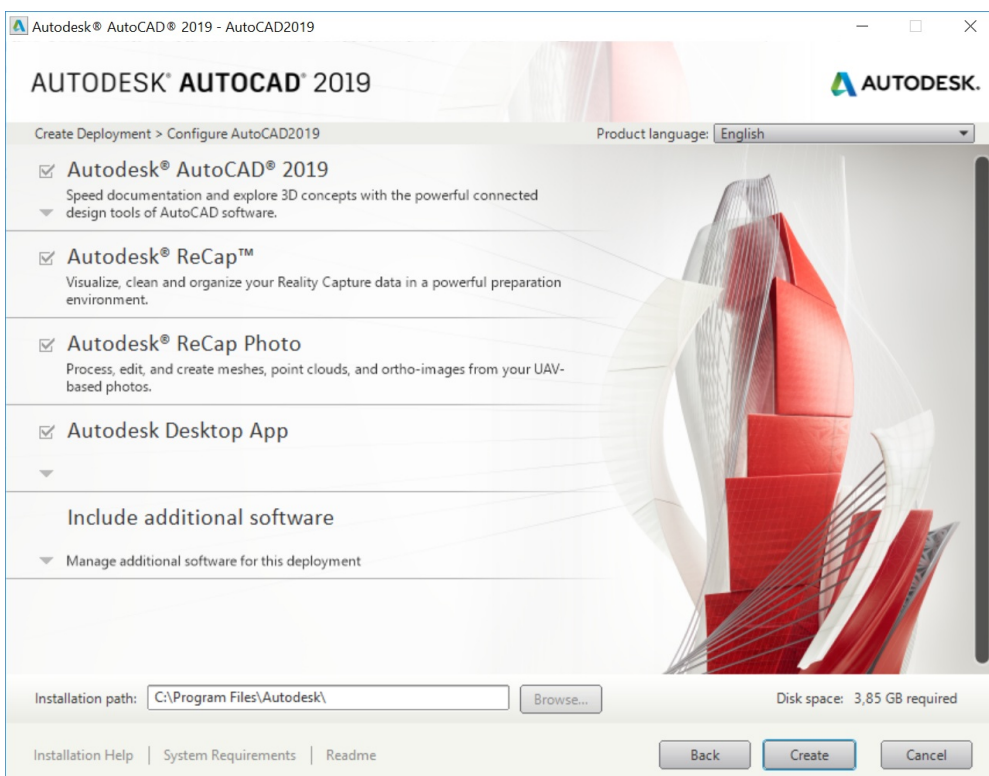 Autodesk® AutoCAD® 2019 - AutoCAD2019
AUTODESK® AUTOCAD® 2019
AUTODESK.
Create Deployment > Configure AutoCAD2019
Product language: English
Autodesk® AutoCAD® 2019
Speed documentation and explore 3D concepts with the powerful connected
design tools of AutoCAD software.
Autodesk® ReCap™
Visualize, clean and organize your Reality Capture data in a powerful preparation
environment.
Autodesk® ReCap Photo
Process, edit, and create meshes, point clouds, and ortho-images from your UAV-
based photos.
Autodesk Desktop App
Include additional software
Manage additional software for this deployment
Installation path: C:\Program Files\Autodesk\
Browse...
Disk space: 3,85 GB required
Installation Help | System Requirements | Readme
Back
Create
Cancel